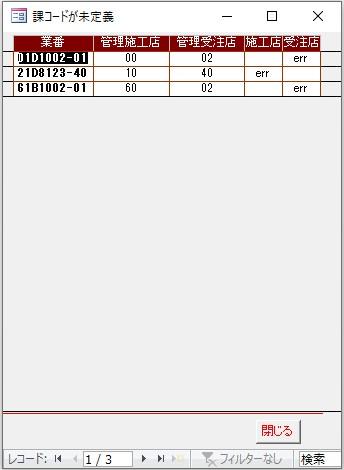 課コードが未定義
業番 管理施工店 管理受注店 施工店 受注店
01D1002-01 00 02 err
21D8123-40 10 40 err
61B1002-01 60 02 err
閉じる
レコード: 1 / 3 フィルターなし 検索